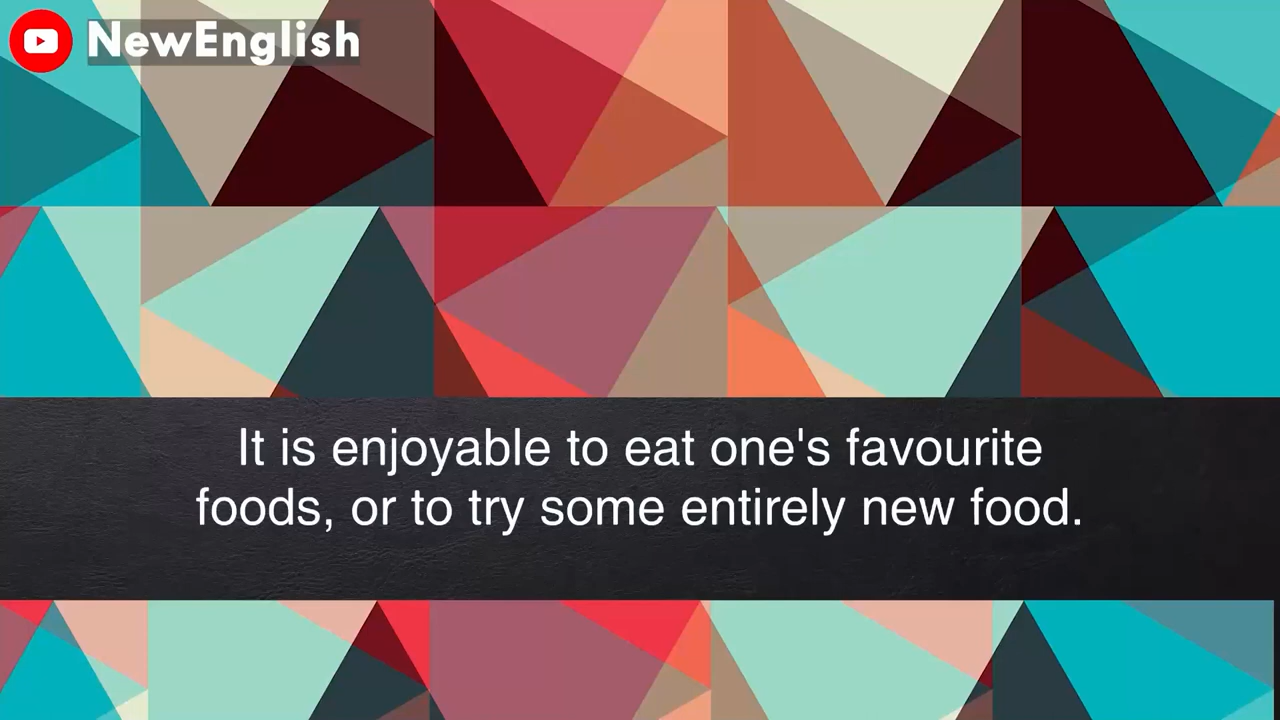 NewEnglish
It is enjoyable to eat one's favourite
foods, or to try some entirely new food.